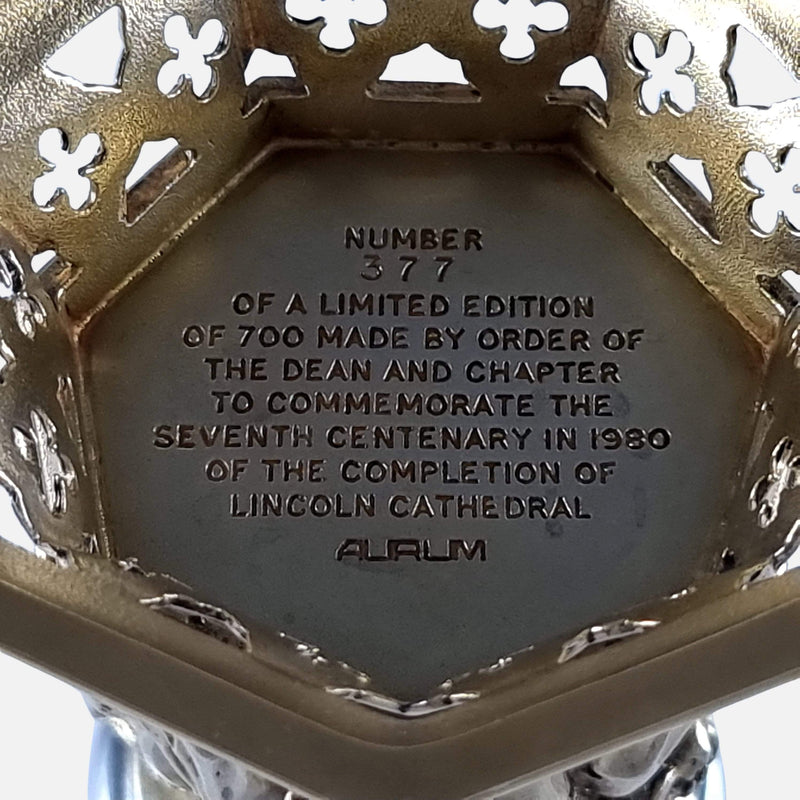 NUMBER
377
OF A LIMITED EDITION
OF 700 MADE BY ORDER OF
THE DEAN AND CHAPTER
TO COMMEMORATE THE
SEVENTH CENTENARY IN 1980
OF THE COMPLETION OF
LINCOLN CATHEDRAL
AURUM